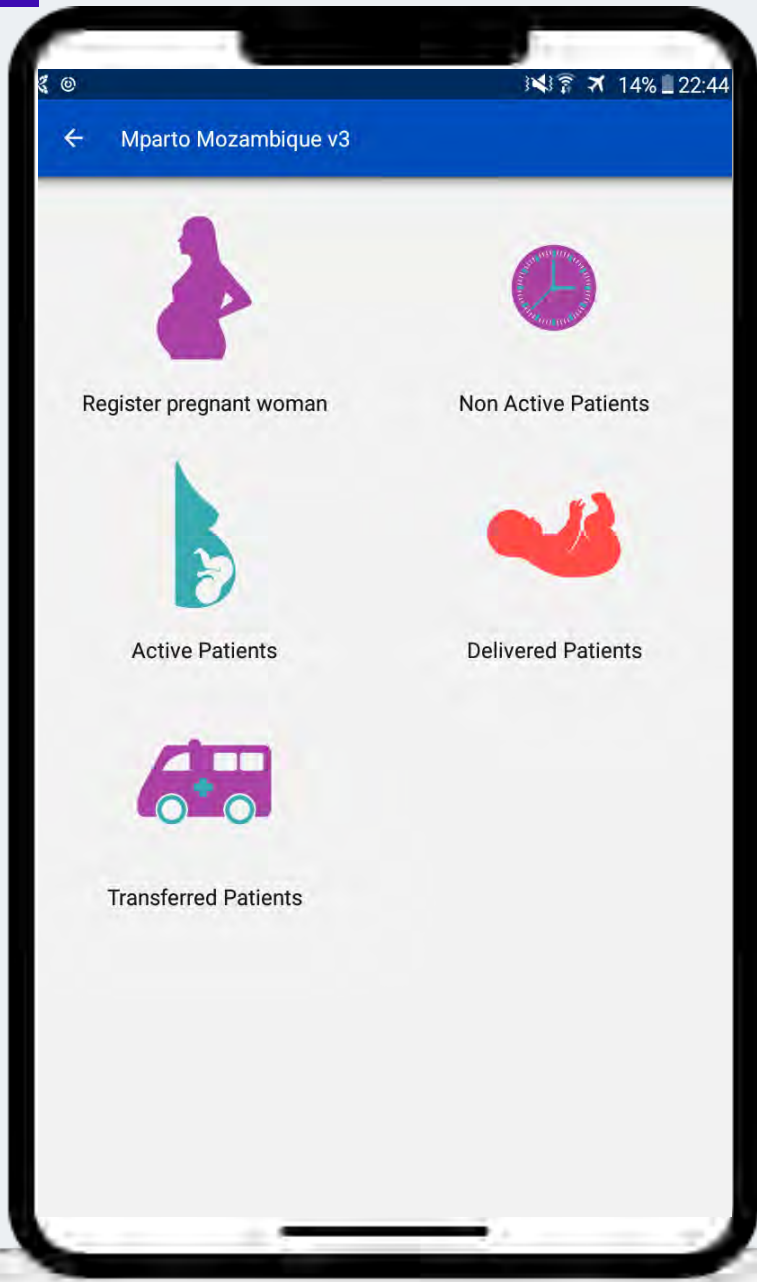 14% 22:44
Mparto Mozambique v3
Register pregnant woman
Non Active Patients
Active Patients
Delivered Patients
Transferred Patients